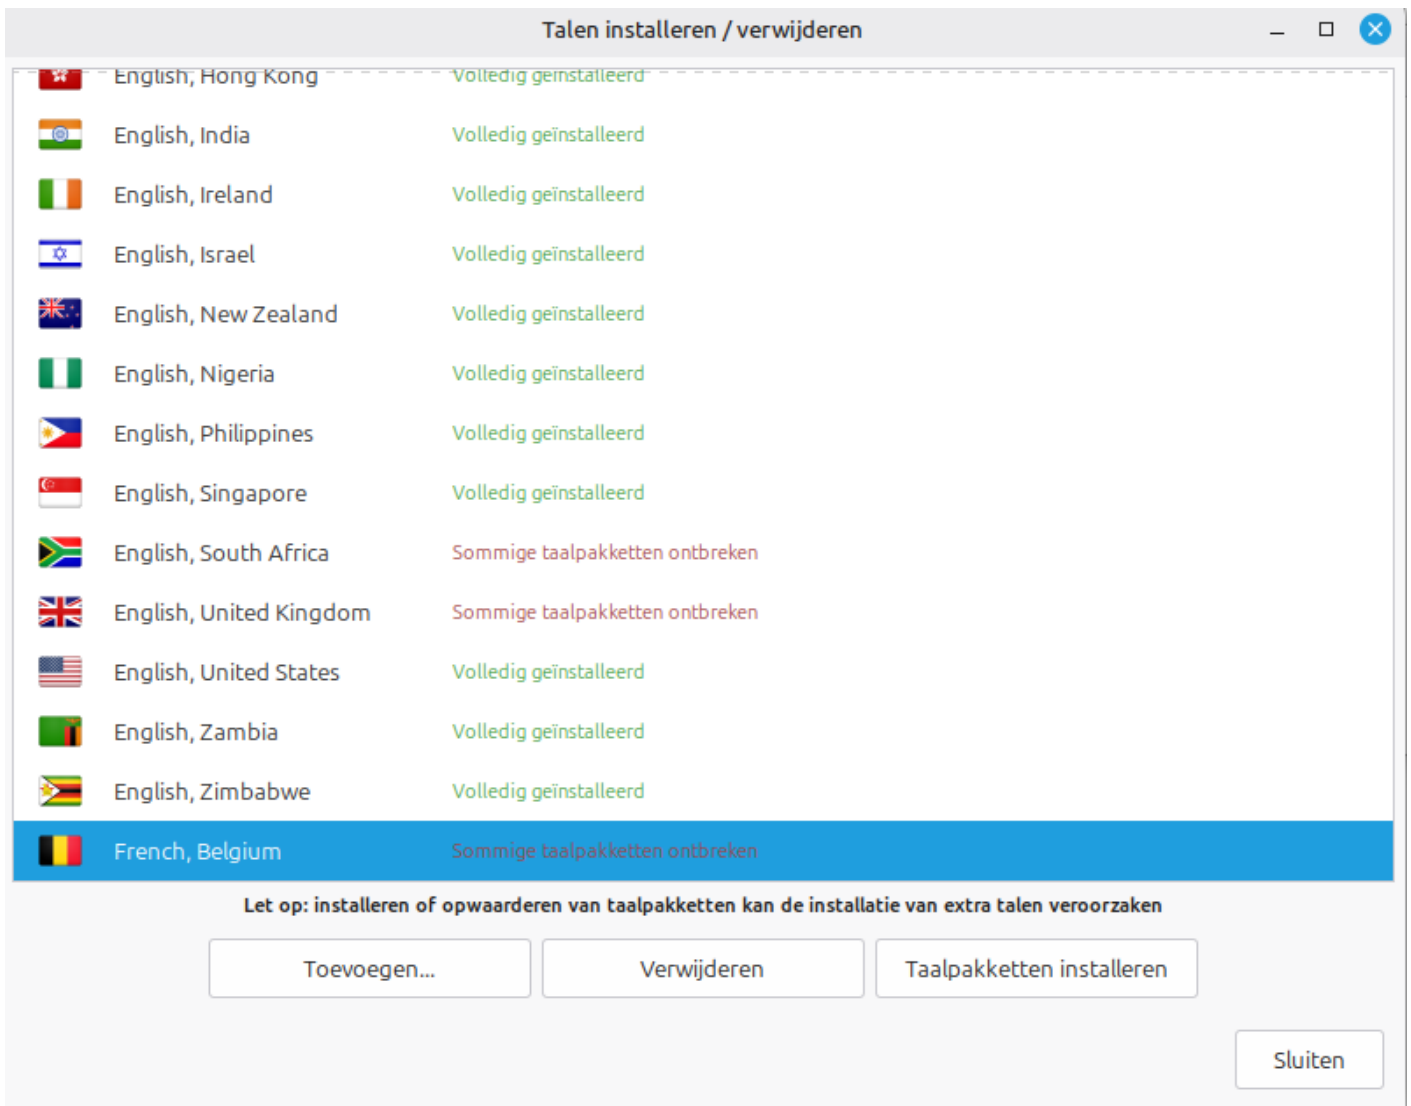 Talen installeren / verwijderen
English, Hong Kong Volledig geïnstalleerd
English, India Volledig geïnstalleerd
English, Ireland Volledig geïnstalleerd
English, Israel Volledig geïnstalleerd
English, New Zealand Volledig geïnstalleerd
English, Nigeria Volledig geïnstalleerd
English, Philippines Volledig geïnstalleerd
English, Singapore Volledig geïnstalleerd
English, South Africa Sommige taalpakketten ontbreken
English, United Kingdom Sommige taalpakketten ontbreken
English, United States Volledig geïnstalleerd
English, Zambia Volledig geïnstalleerd
English, Zimbabwe Volledig geïnstalleerd
French, Belgium Sommige taalpakketten ontbreken
Let op: installeren of opwaarderen van taalpakketten kan de installatie van extra talen veroorzaken
Toevoegen... Verwijderen Taalpakketten installeren
Sluiten